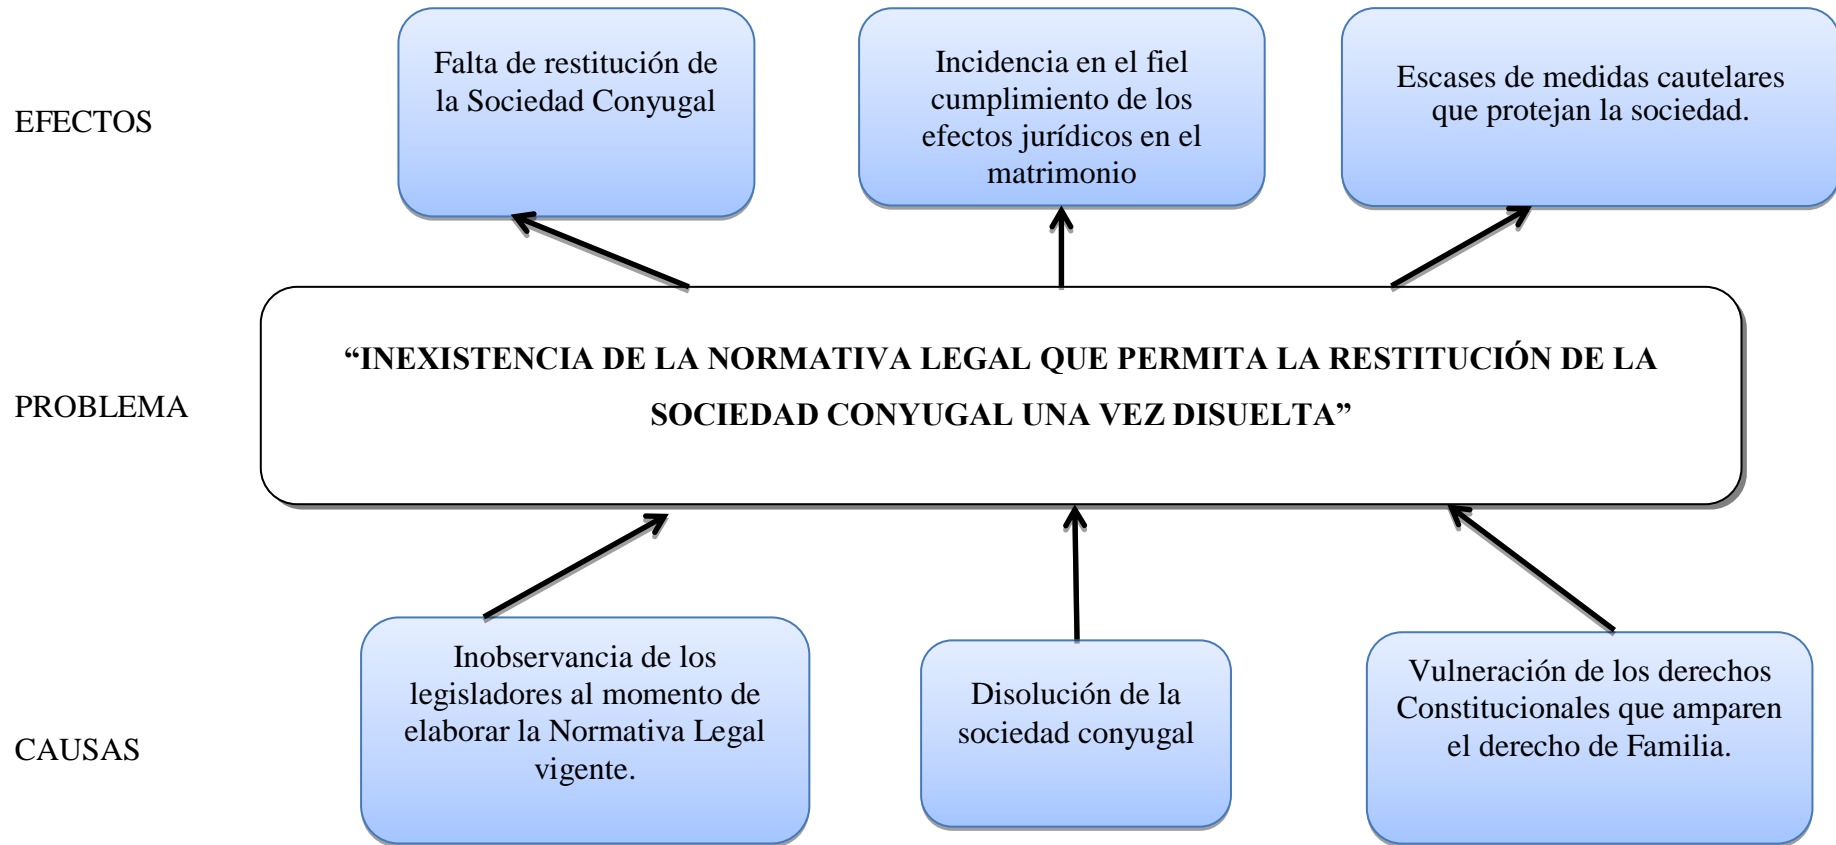 EFECTOS
Falta de restitución de
la Sociedad Conyugal
Incidencia en el fiel
cumplimiento de los
efectos jurídicos en el
matrimonio
Escases de medidas cautelares
que protejan la sociedad.
PROBLEMA
“INEXISTENCIA DE LA NORMATIVA LEGAL QUE PERMITA LA RESTITUCIÓN DE LA
SOCIEDAD CONYUGAL UNA VEZ DISUELTA”
CAUSAS
Inobservancia de los
legisladores al momento de
elaborar la Normativa Legal
vigente.
Disolución de la
sociedad conyugal
Vulneración de los derechos
Constitucionales que amparen
el derecho de Familia.